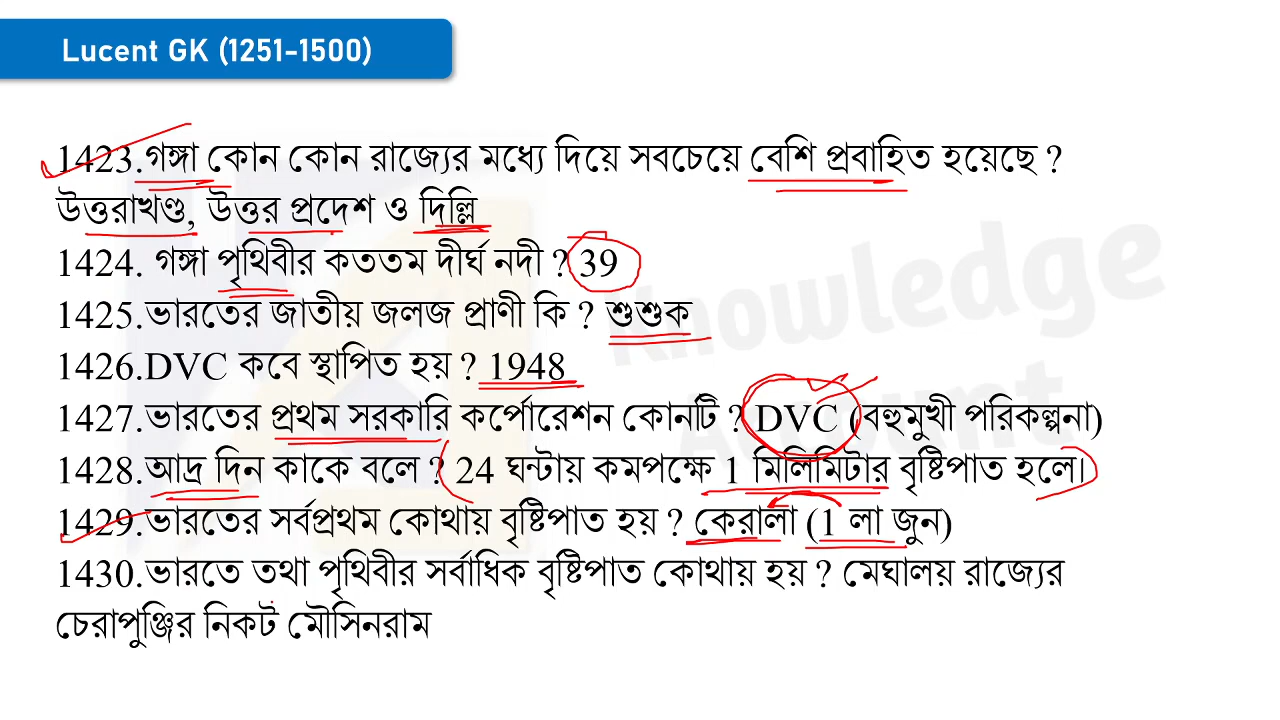 Lucent GK (1251-1500)
1423.গঙ্গা কোন কোন রাজ্যের মধ্যে দিয়ে সবচেয়ে বেশি প্রবাহিত হয়েছে ?
উত্তরাখণ্ড, উত্তর প্রদেশ ও দিল্লি
1424. গঙ্গা পৃথিবীর কততম দীর্ঘ নদী ? 39
1425.ভারতের জাতীয় জলজ প্রাণী কি ? শুশুক
1426.DVC কবে স্থাপিত হয় ? 1948
1427.ভারতের প্রথম সরকারি কর্পোরেশন কোনটি ? DVC (বহুমুখী পরিকল্পনা)
1428.আদ্র দিন কাকে বলে ? 24 ঘন্টায় কমপক্ষে 1 মিলিমিটার বৃষ্টিপাত হলে।
1429.ভারতের সর্বপ্রথম কোথায় বৃষ্টিপাত হয় ? কেরালা (1 লা জুন)
1430.ভারতে তথা পৃথিবীর সর্বাধিক বৃষ্টিপাত কোথায় হয় ? মেঘালয় রাজ্যের
চেরাপুঞ্জির নিকট মৌসিনরাম
Knowledge
Account